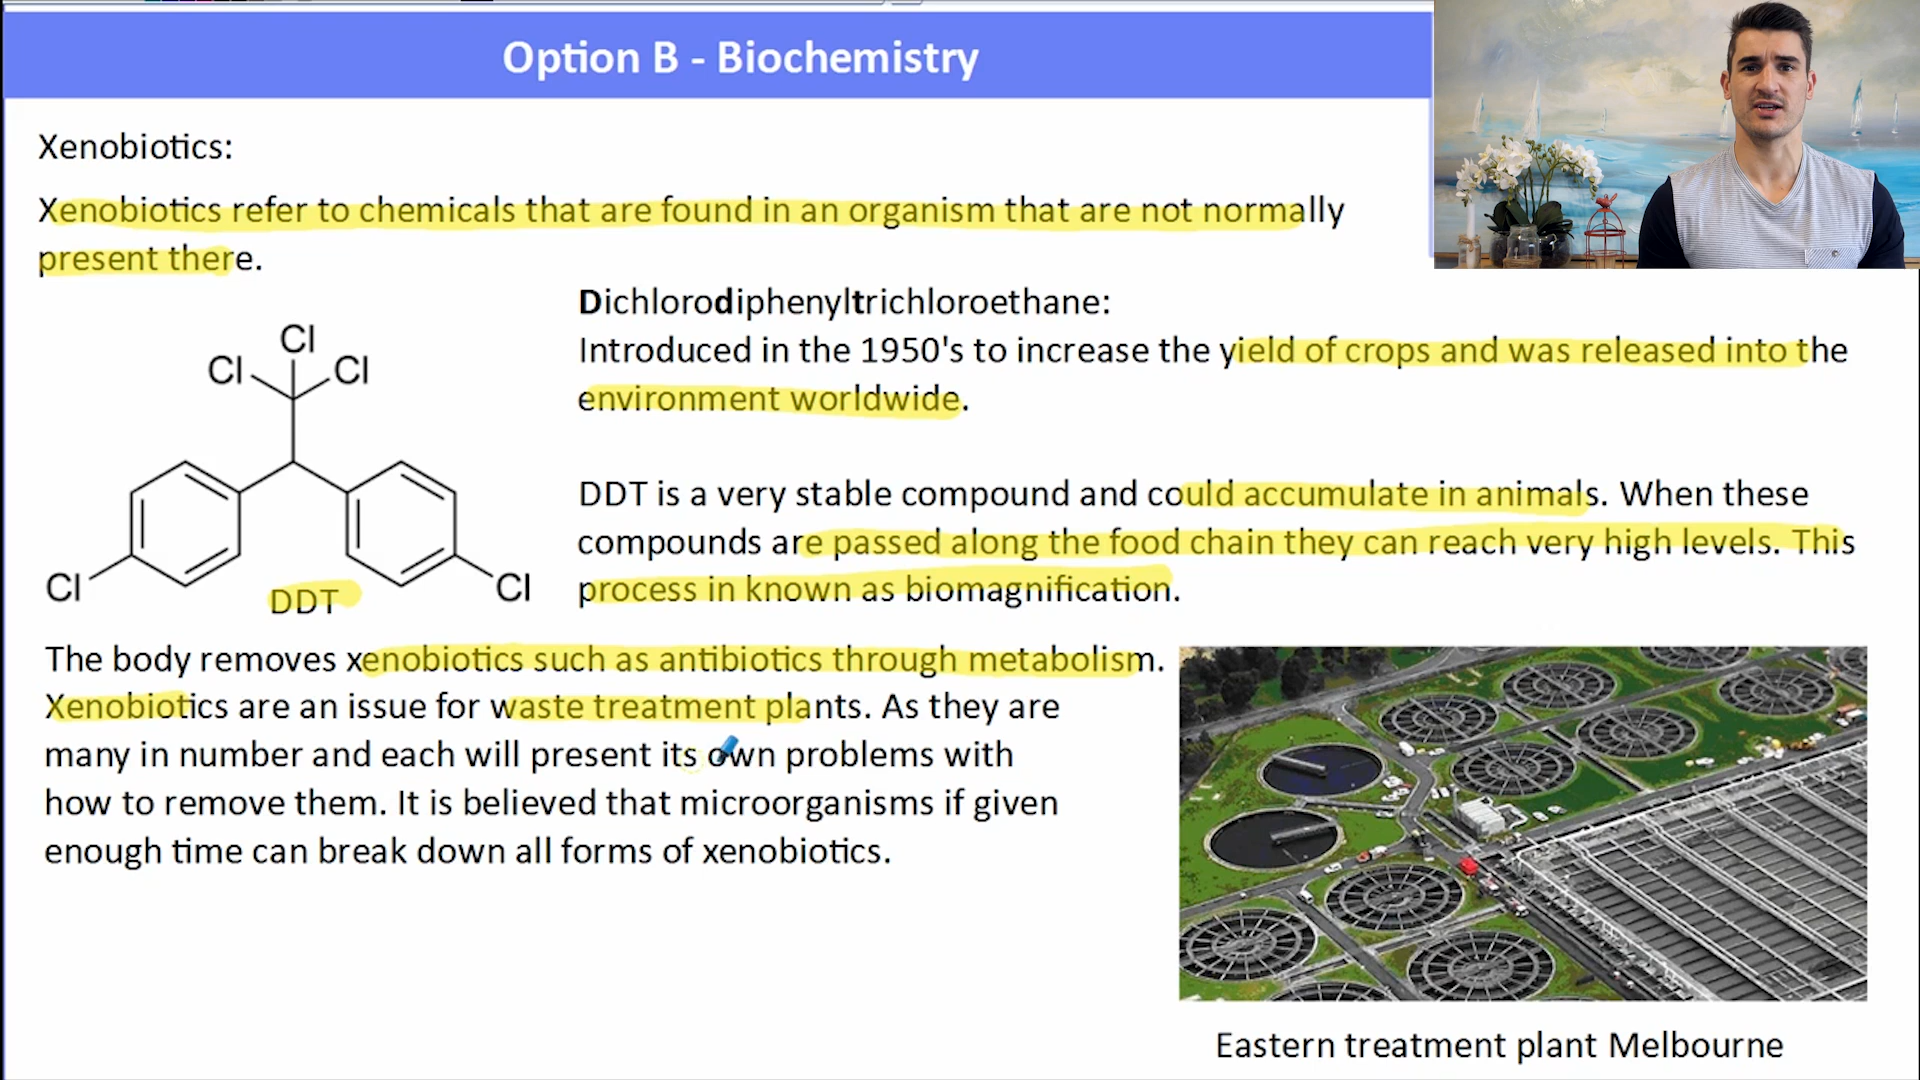 Option B - Biochemistry
Xenobiotics:
Xenobiotics refer to chemicals that are found in an organism that are not normally
present there.
Dichlorodiphenyltrichloroethane:
Introduced in the 1950's to increase the yield of crops and was released into the
environment worldwide.
Cl
Cl
Cl
DDT is a very stable compound and could accumulate in animals. When these
compounds are passed along the food chain they can reach very high levels. This
process in known as biomagnification.
Cl
Cl
DDT
The body removes xenobiotics such as antibiotics through metabolism.
Xenobiotics are an issue for waste treatment plants. As they are
many in number and each will present its own problems with
how to remove them. It is believed that microorganisms if given
enough time can break down all forms of xenobiotics.
Eastern treatment plant Melbourne